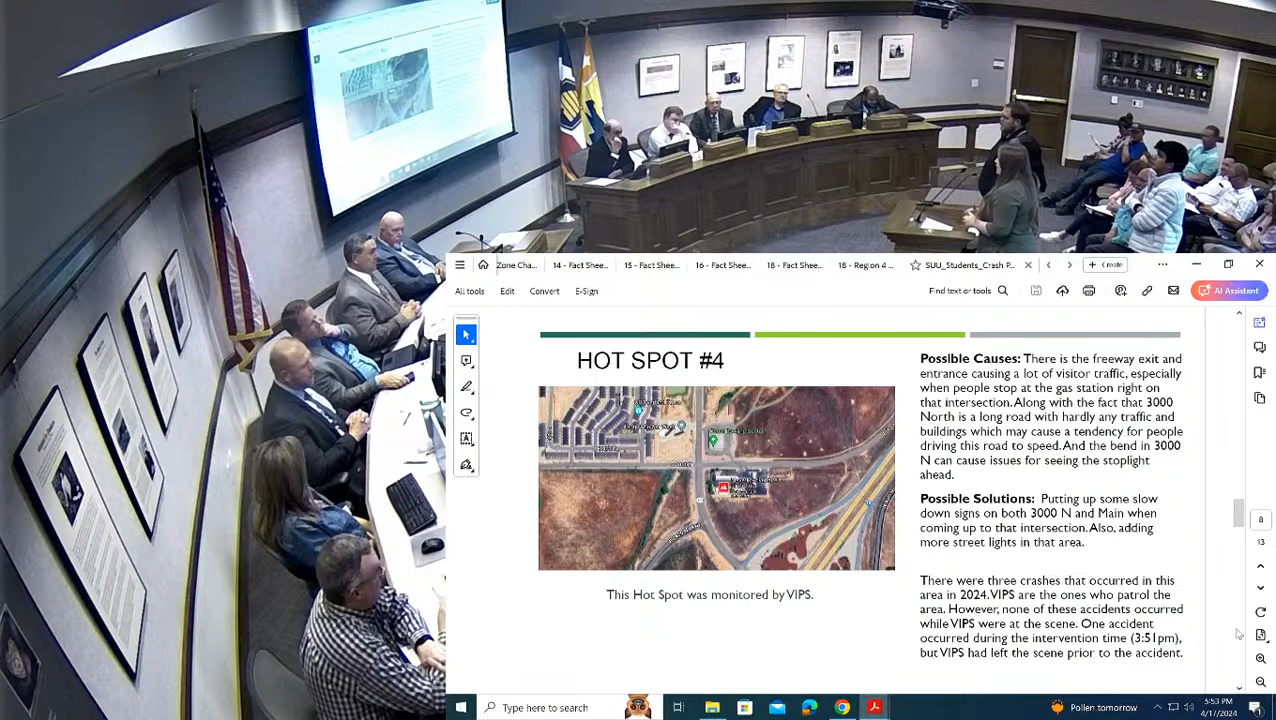 Zone Cha...
14 - Fact Shee...
15 - Fact Shee...
16 - Fact Shee...
18 - Fact Shee...
18 - Region 4 ...
SUU_Students_Crash P...
Create
All tools
Edit
Convert
E-Sign
Find text or tools
AI Assistant
HOT SPOT #4
This Hot Spot was monitored by VIPS.
Possible Causes: There is the freeway exit and
entrance causing a lot of visitor traffic, especially
when people stop at the gas station right on
that intersection. Along with the fact that 3000
North is a long road with hardly any traffic and
buildings which may cause a tendency for people
driving this road to speed. And the bend in 3000
N can cause issues for seeing the stoplight
ahead.
Possible Solutions: Putting up some slow
down signs on both 3000 N and Main when
coming up to that intersection. Also, adding
more street lights in that area.
There were three crashes that occurred in this
area in 2024. VIPS are the ones who patrol the
area. However, none of these accidents occurred
while VIPS were at the scene. One accident
occurred during the intervention time (3:51pm),
but VIPS had left the scene prior to the accident.
8
13
Type here to search
Pollen tomorrow
5:53 PM
4/17/2024